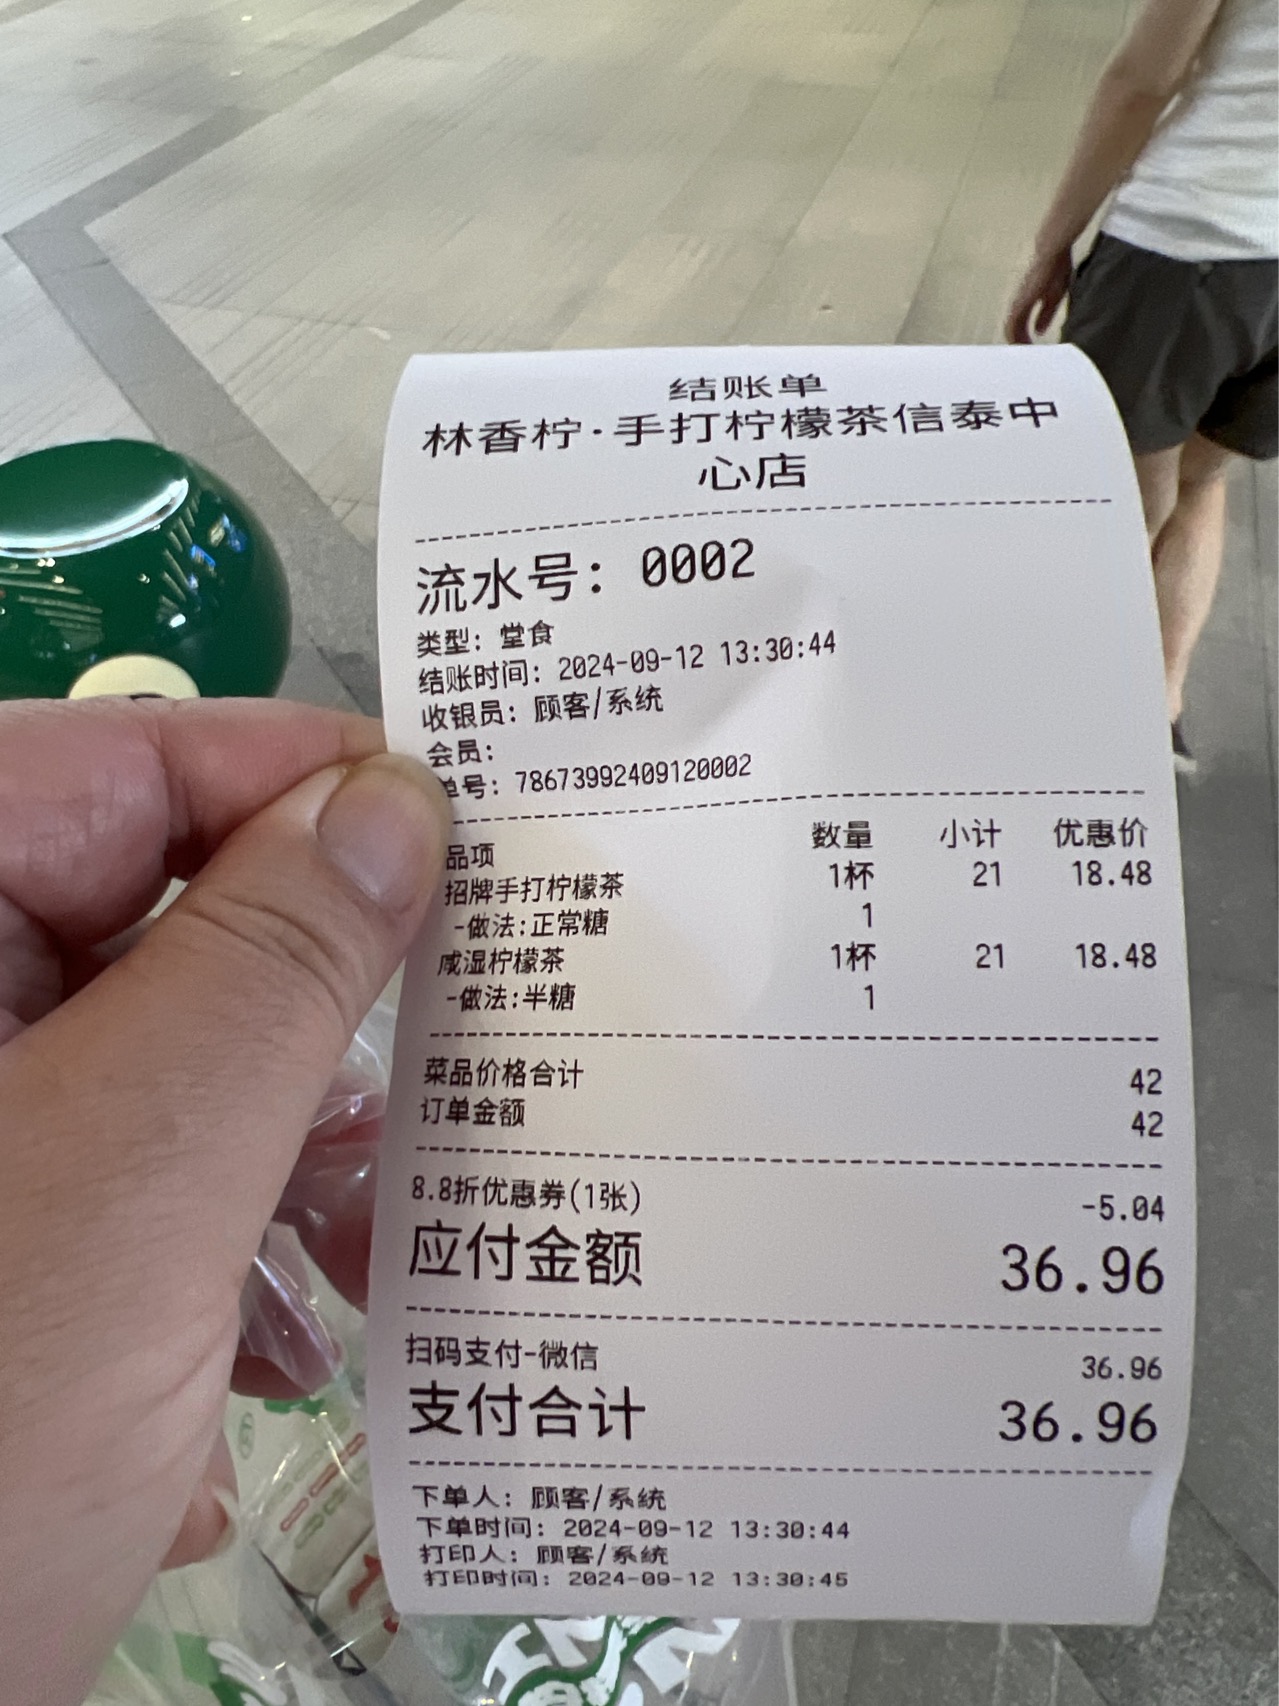 结账单
林香柠·手打柠檬茶信泰中
心店
流水号：0002
类型：堂食
结账时间：2024-09-12 13:30:44
收银员：顾客/系统
会员：
单号：78673992409120002
品项 数量 小计 优惠价
招牌手打柠檬茶 1杯 21 18.48
-做法:正常糖 1
咸湿柠檬茶 1杯 21 18.48
-做法:半糖 1
菜品价格合计 42
订单金额 42
8.8折优惠券(1张) -5.04
应付金额 36.96
扫码支付-微信 36.96
支付合计 36.96
下单人：顾客/系统
下单时间：2024-09-12 13:30:44
打印人：顾客/系统
打印时间：2024-09-12 13:30:45